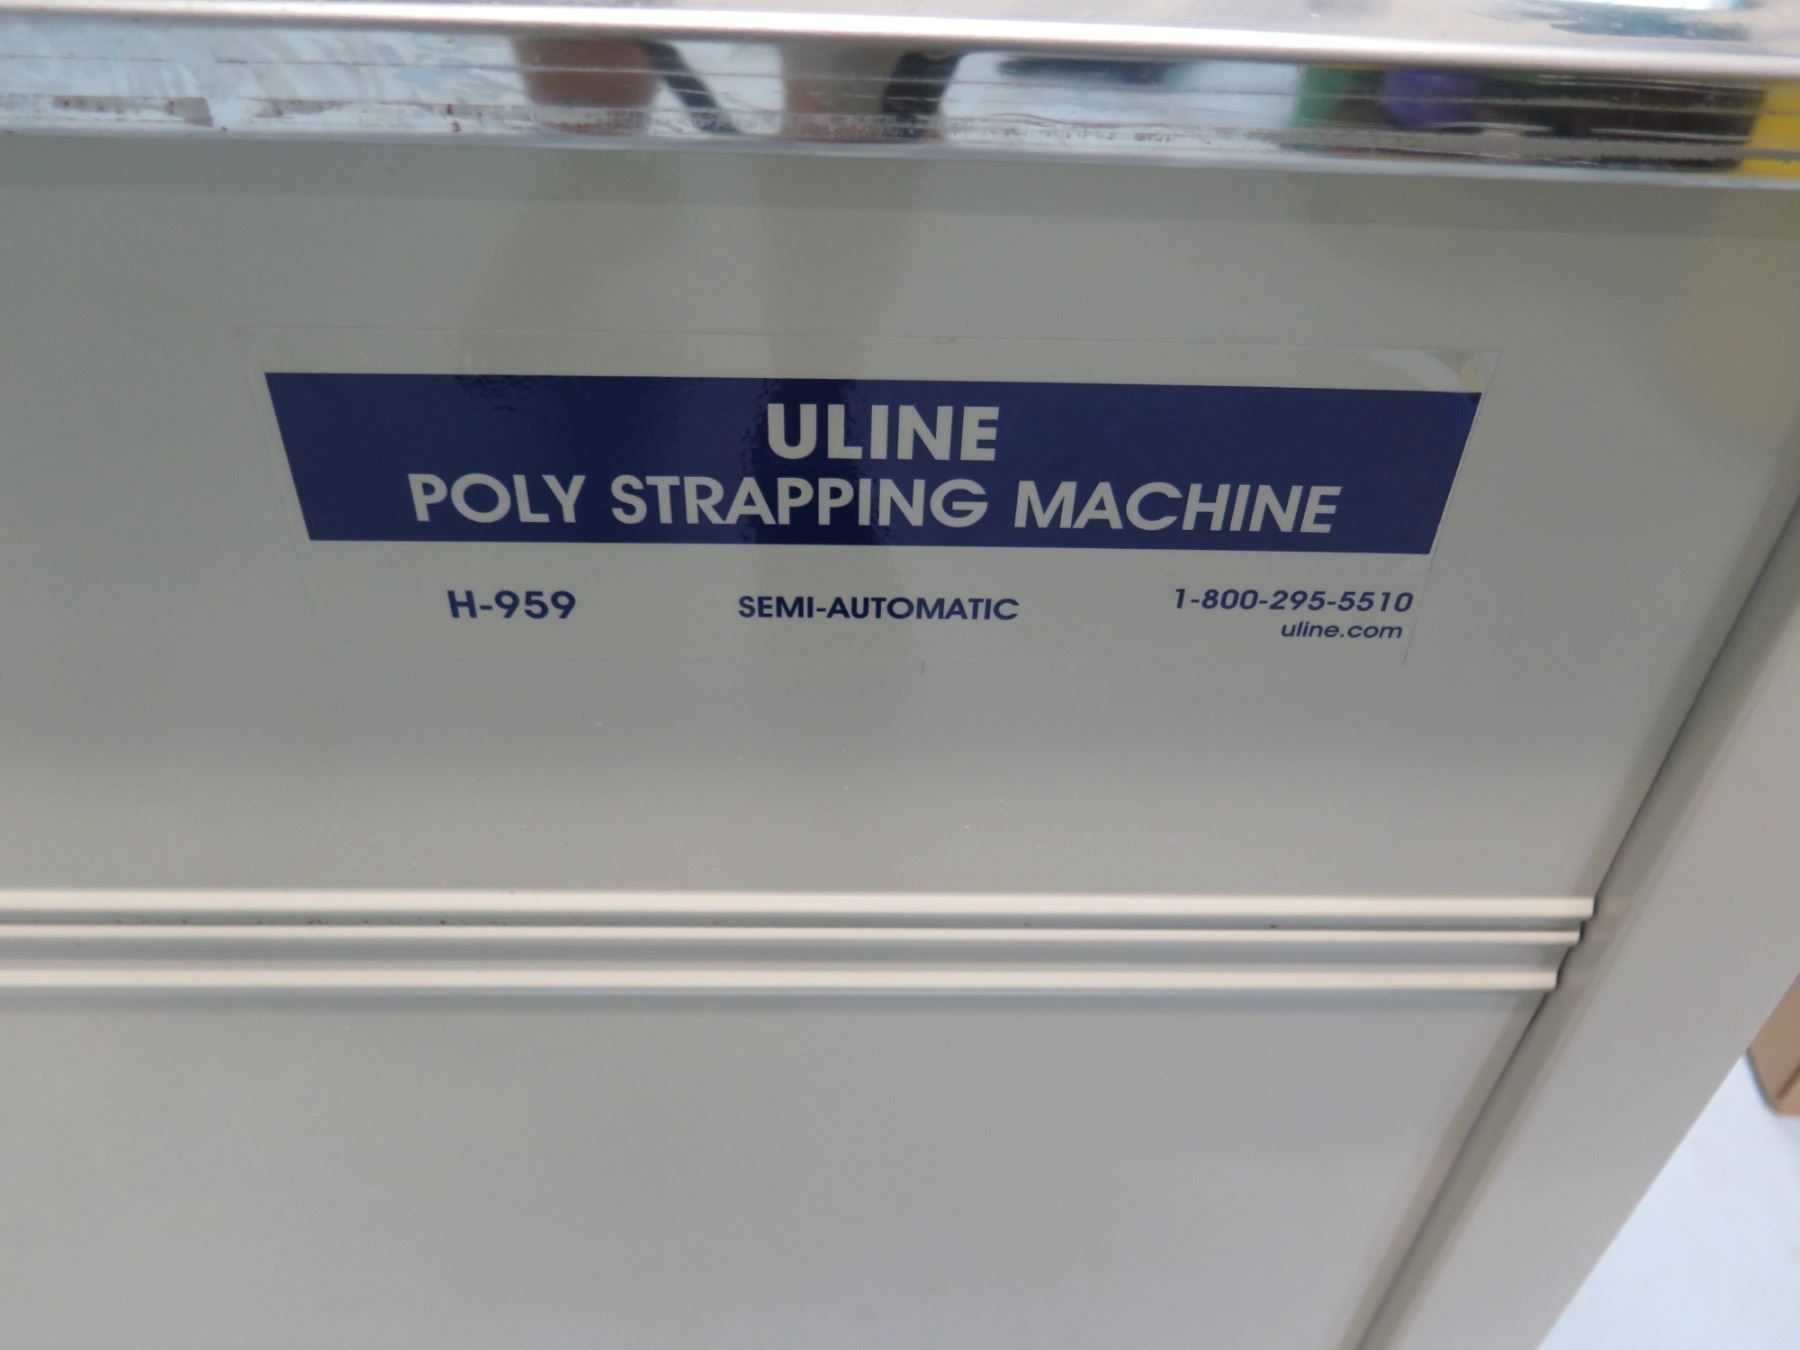 ULINE
POLY STRAPPING MACHINE
H-959 SEMI-AUTOMATIC 1-800-295-5510
uline.com